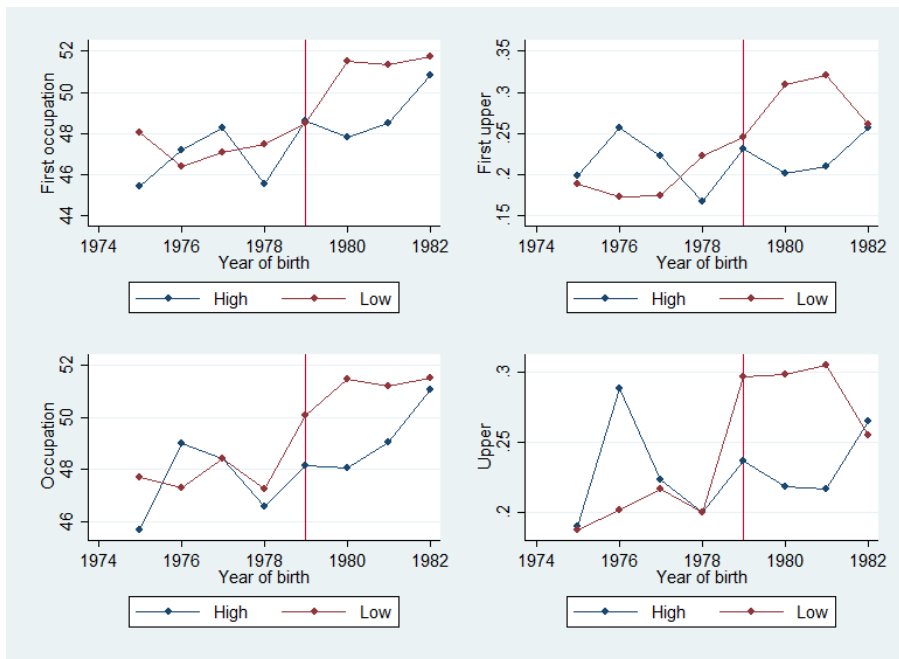 First occupation
52
50
48
46
44
1974 1976 1978 1980 1982
Year of birth
High Low
First upper
.35
.3
.25
.2
.15
1974 1976 1978 1980 1982
Year of birth
High Low
Occupation
52
50
48
46
1974 1976 1978 1980 1982
Year of birth
High Low
Upper
.3
.25
.2
1974 1976 1978 1980 1982
Year of birth
High Low